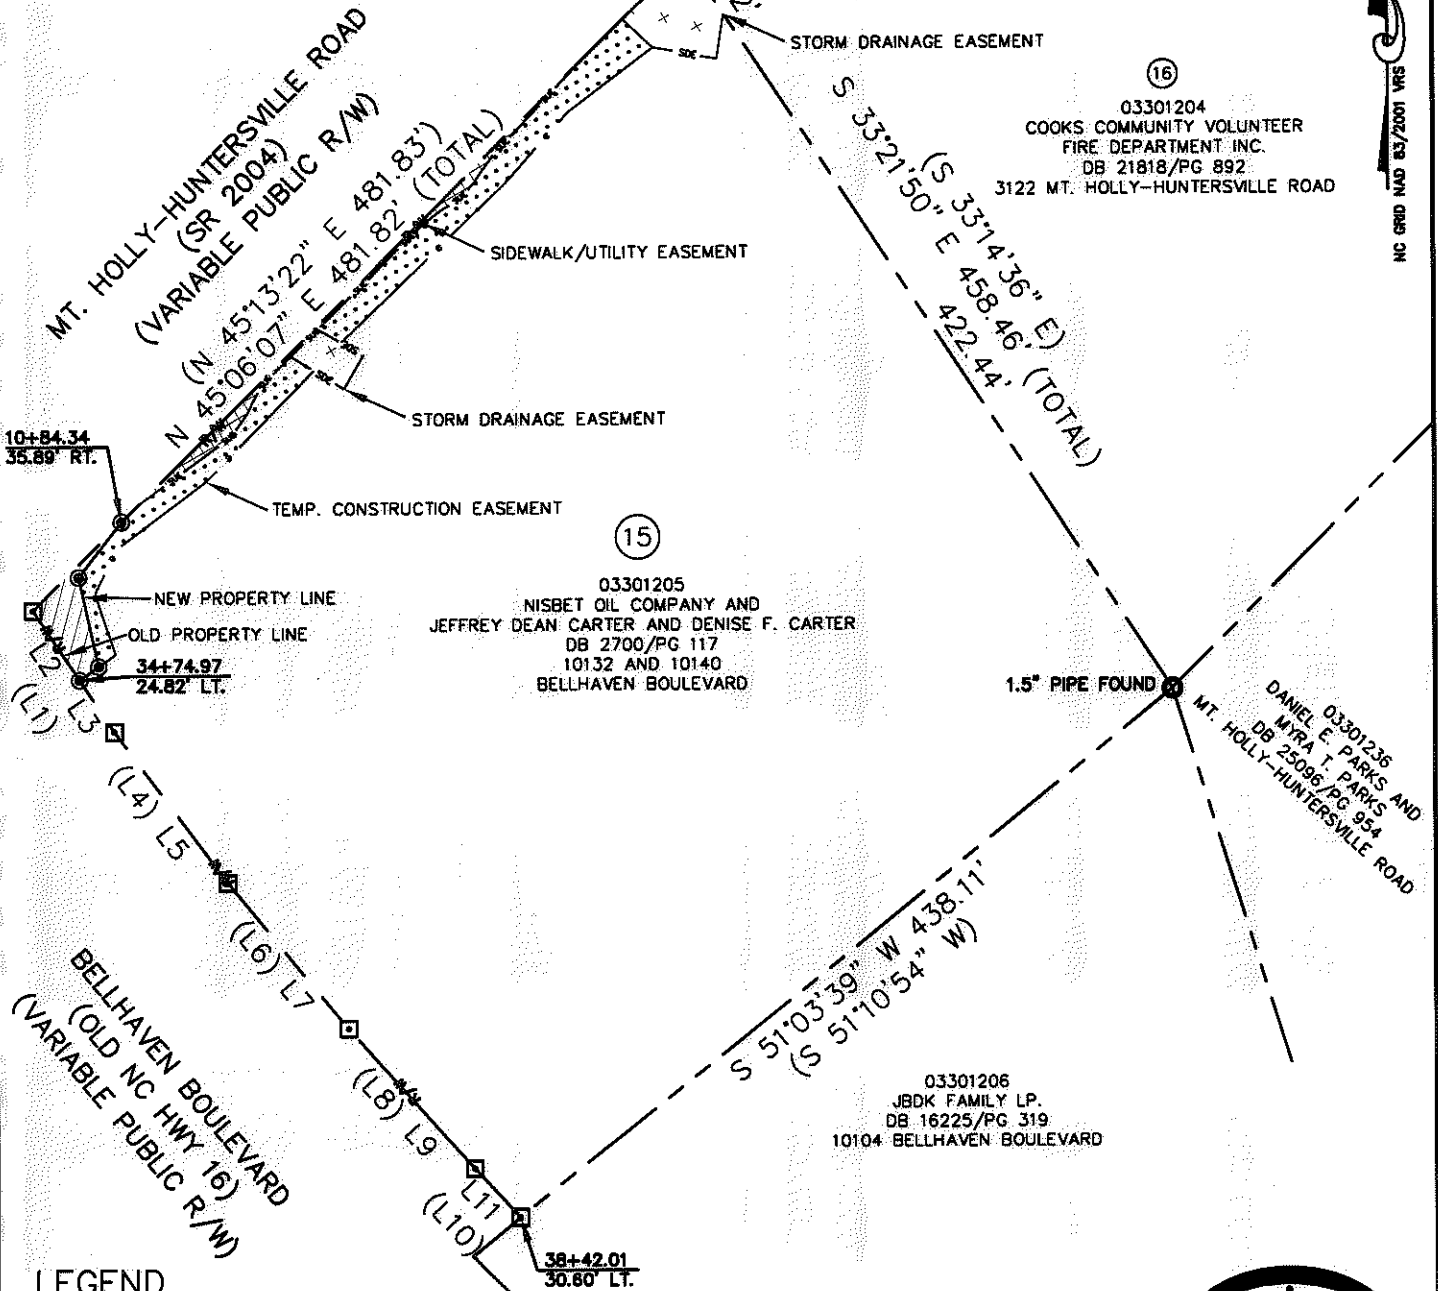 STORM DRAINAGE EASEMENT
16
03301204
COOKS COMMUNITY VOLUNTEER
FIRE DEPARTMENT INC.
DB 21818/PG 892
3122 MT. HOLLY-HUNTERSVILLE ROAD
NC GRID NAD 83/2001 VRS
MT. HOLLY-HUNTERSVILLE ROAD
(SR 2004)
(VARIABLE PUBLIC R/W)
(N 45°13'22" E 481.83')
N 45°06'07" E 481.82' (TOTAL)
(S 33°14'36" E)
S 33°21'50" E 458.46' (TOTAL)
422.44'
SDE
SIDEWALK/UTILITY EASEMENT
SDE
SDE
STORM DRAINAGE EASEMENT
10+84.34
35.89' RT.
TEMP. CONSTRUCTION EASEMENT
15
03301205
NISBET OIL COMPANY AND
JEFFREY DEAN CARTER AND DENISE F. CARTER
DB 2700/PG 117
10132 AND 10140
BELLHAVEN BOULEVARD
NEW PROPERTY LINE
OLD PROPERTY LINE
34+74.97
24.82' LT.
L2
(L1)
L3
1.5" PIPE FOUND
03301236
DANIEL E. PARKS AND
MYRA T. PARKS
DB 25096/PG 954
MT. HOLLY-HUNTERSVILLE ROAD
(L4) L5
(L6) L7
(L8) L9
L11
(L10)
S 51°03'39" W 438.11'
(S 51°10'54" W)
BELLHAVEN BOULEVARD
(OLD NC HWY 16)
(VARIABLE PUBLIC R/W)
03301206
JBDK FAMILY LP.
DB 16225/PG 319
10104 BELLHAVEN BOULEVARD
38+42.01
30.60' LT.
LEGEND